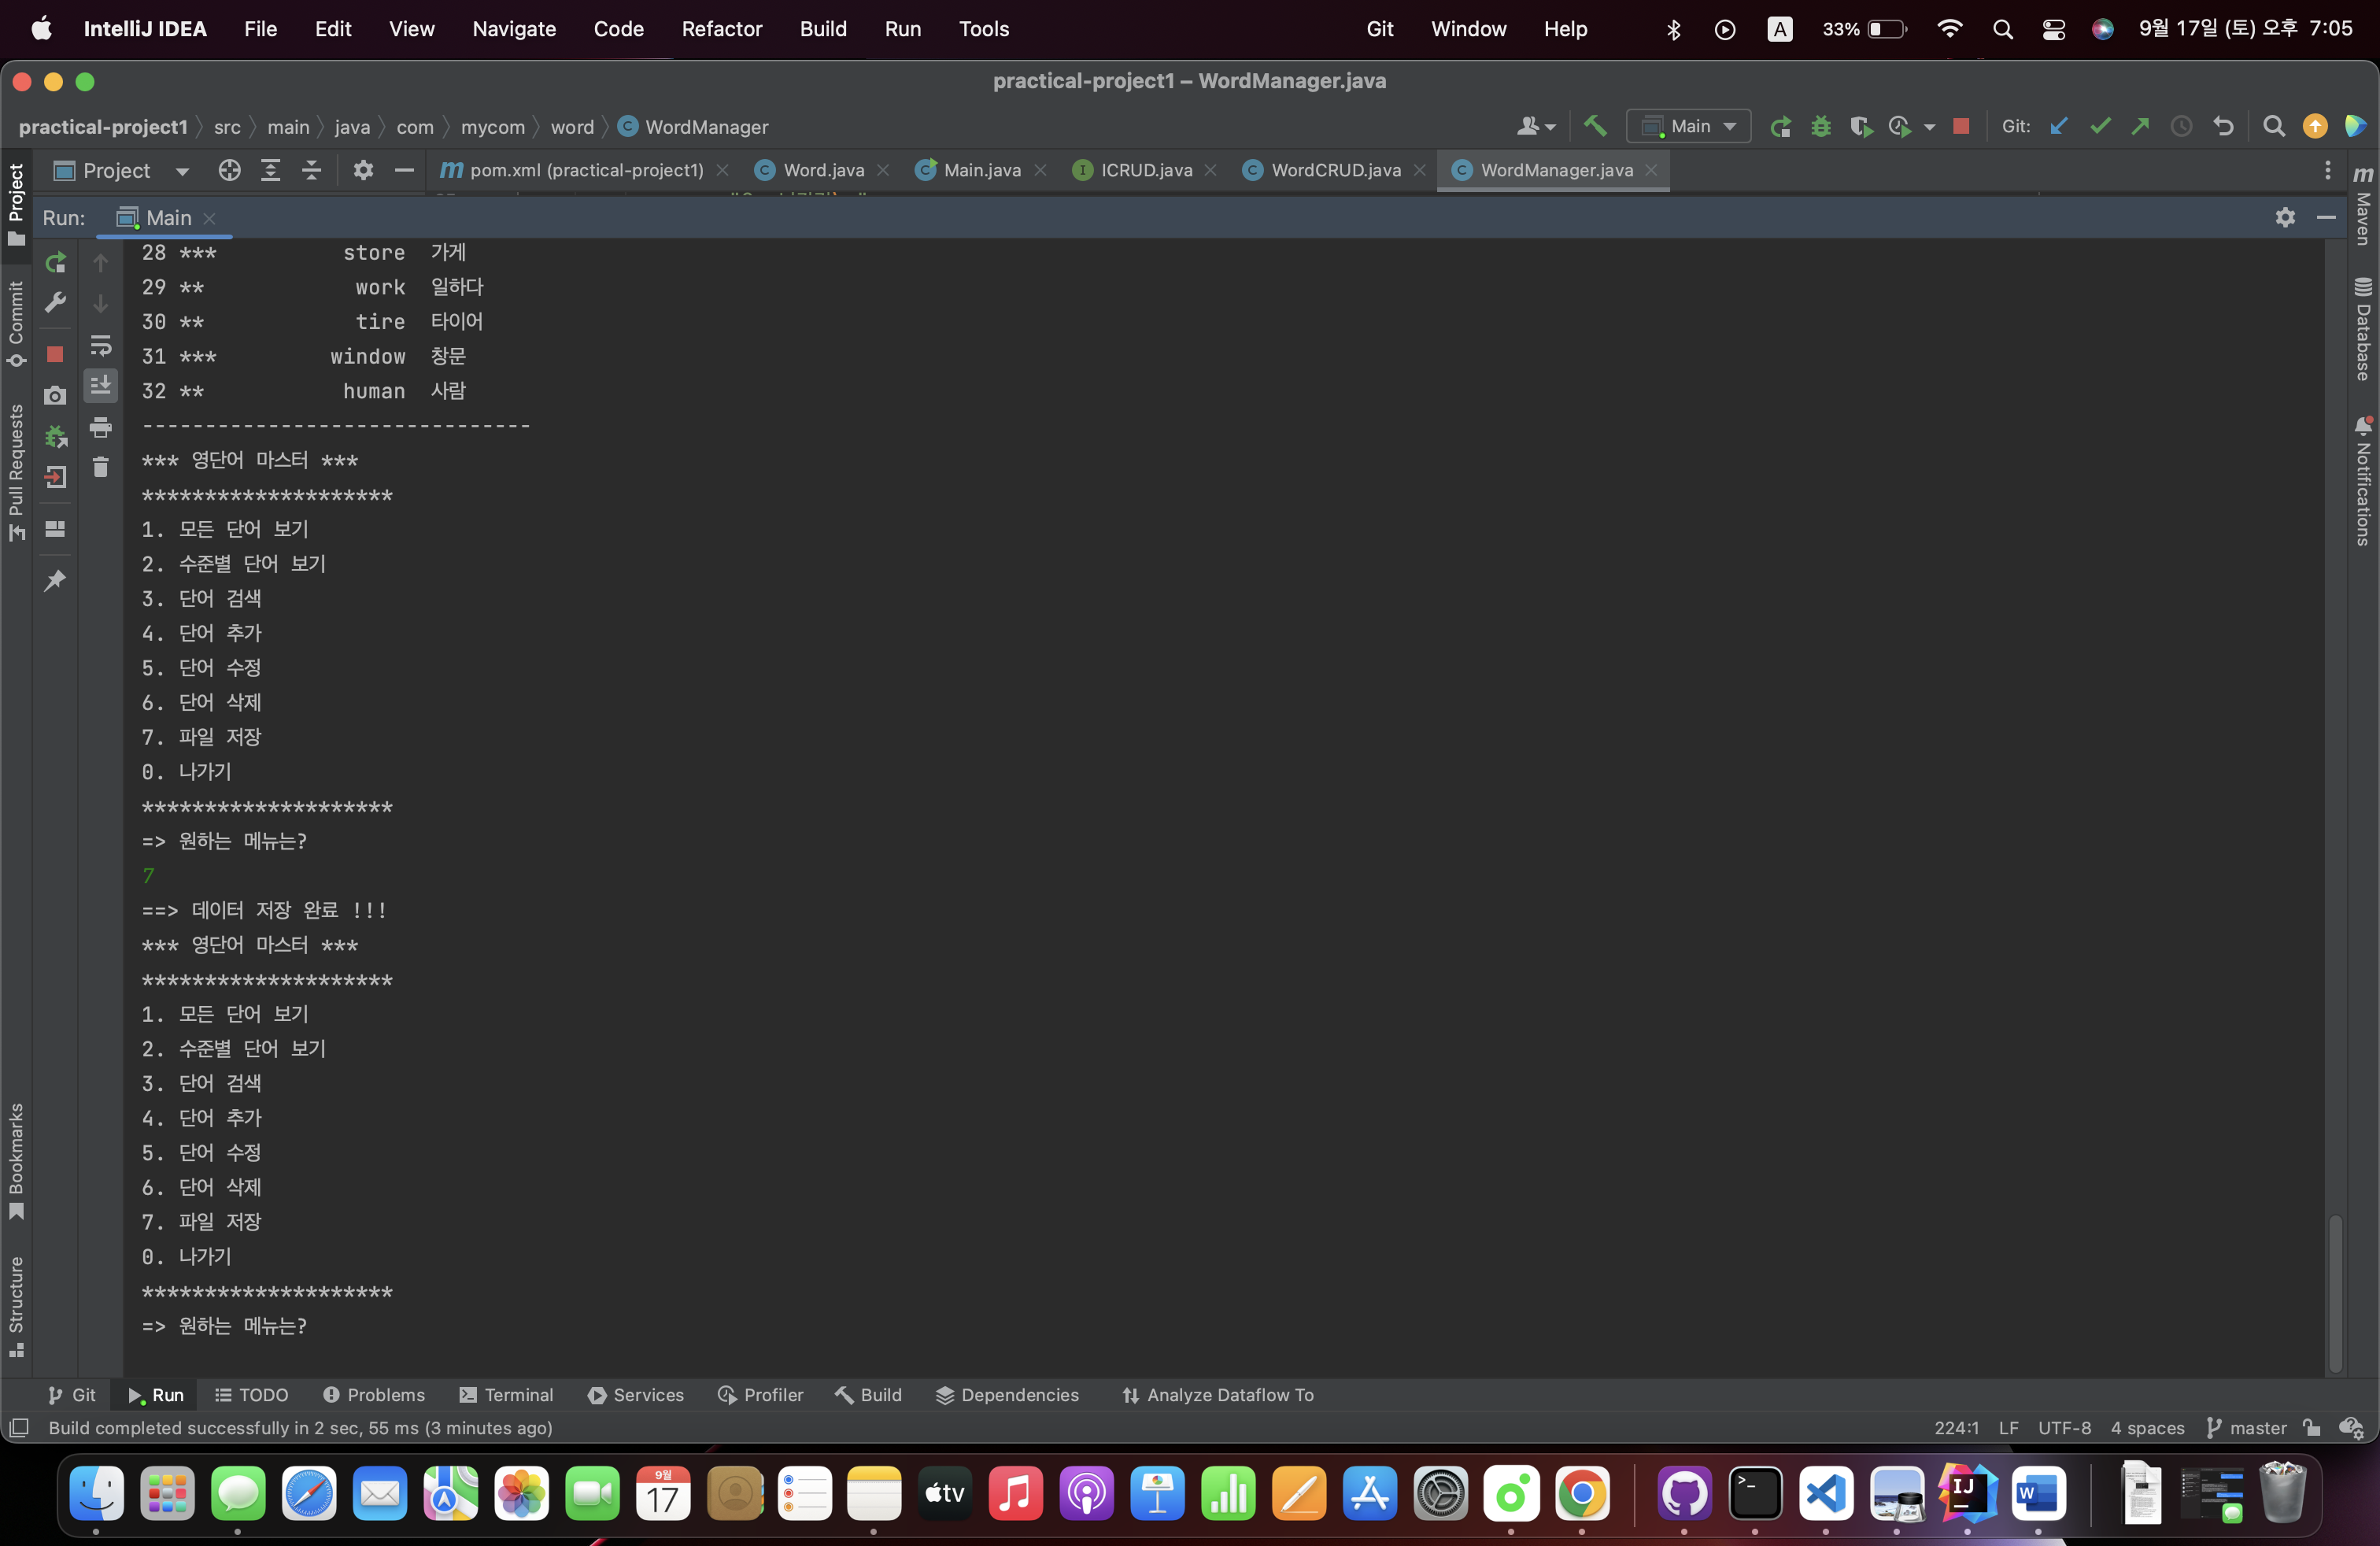 IntelliJ IDEA File Edit View Navigate Code Refactor Build Run Tools Git Window Help A 33% 9월 17일 (토) 오후 7:05
practical-project1 – WordManager.java
practical-project1 src main java com mycom word C WordManager Main Git:
Project m pom.xml (practical-project1) C Word.java C Main.java I ICRUD.java C WordCRUD.java C WordManager.java m
Run: Main
Project
Commit
Pull Requests
Bookmarks
Structure
Maven
Database
Notifications
28 *** store 가게
29 ** work 일하다
30 ** tire 타이어
31 *** window 창문
32 ** human 사람
-------------------------------
*** 영단어 마스터 ***
********************
1. 모든 단어 보기
2. 수준별 단어 보기
3. 단어 검색
4. 단어 추가
5. 단어 수정
6. 단어 삭제
7. 파일 저장
0. 나가기
********************
=> 원하는 메뉴는?
7
==> 데이터 저장 완료 !!!
*** 영단어 마스터 ***
********************
1. 모든 단어 보기
2. 수준별 단어 보기
3. 단어 검색
4. 단어 추가
5. 단어 수정
6. 단어 삭제
7. 파일 저장
0. 나가기
********************
=> 원하는 메뉴는?
Git Run TODO Problems Terminal Services Profiler Build Dependencies Analyze Dataflow To
Build completed successfully in 2 sec, 55 ms (3 minutes ago) 224:1 LF UTF-8 4 spaces master
9월
17
tv
>_
IJ
W